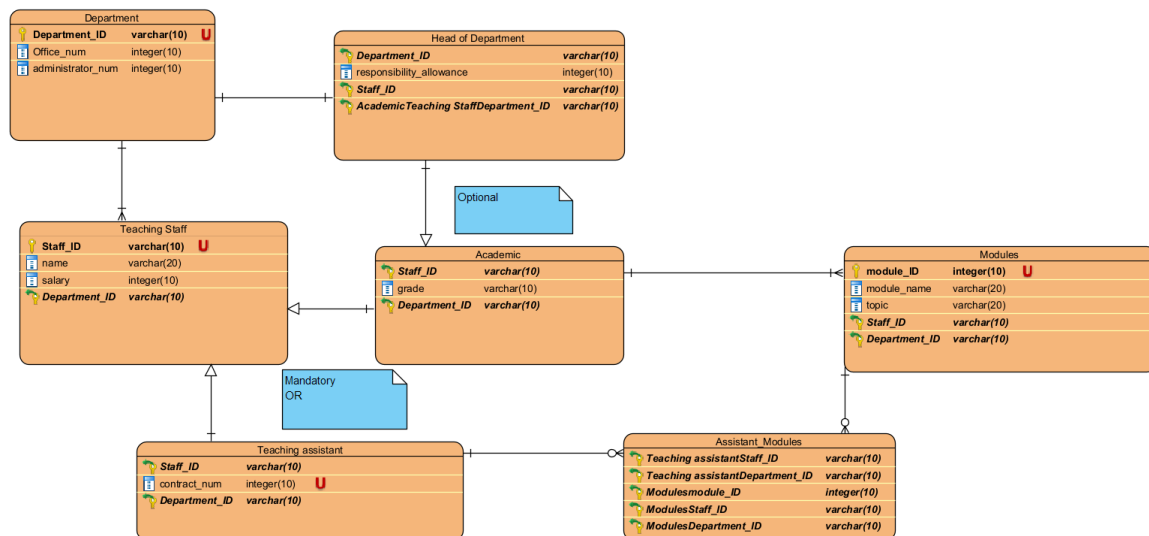 Department
Department_ID varchar(10) U
Office_num integer(10)
administrator_num integer(10)
Head of Department
Department_ID varchar(10)
responsibility_allowance integer(10)
Staff_ID varchar(10)
AcademicTeaching StaffDepartment_ID varchar(10)
Optional
Teaching Staff
Staff_ID varchar(10) U
name varchar(20)
salary integer(10)
Department_ID varchar(10)
Academic
Staff_ID varchar(10)
grade varchar(10)
Department_ID varchar(10)
Modules
module_ID integer(10) U
module_name varchar(20)
topic varchar(20)
Staff_ID varchar(10)
Department_ID varchar(10)
Mandatory
OR
Teaching assistant
Staff_ID varchar(10)
contract_num integer(10) U
Department_ID varchar(10)
Assistant_Modules
Teaching assistantStaff_ID varchar(10)
Teaching assistantDepartment_ID varchar(10)
Modulesmodule_ID integer(10)
ModulesStaff_ID varchar(10)
ModulesDepartment_ID varchar(10)